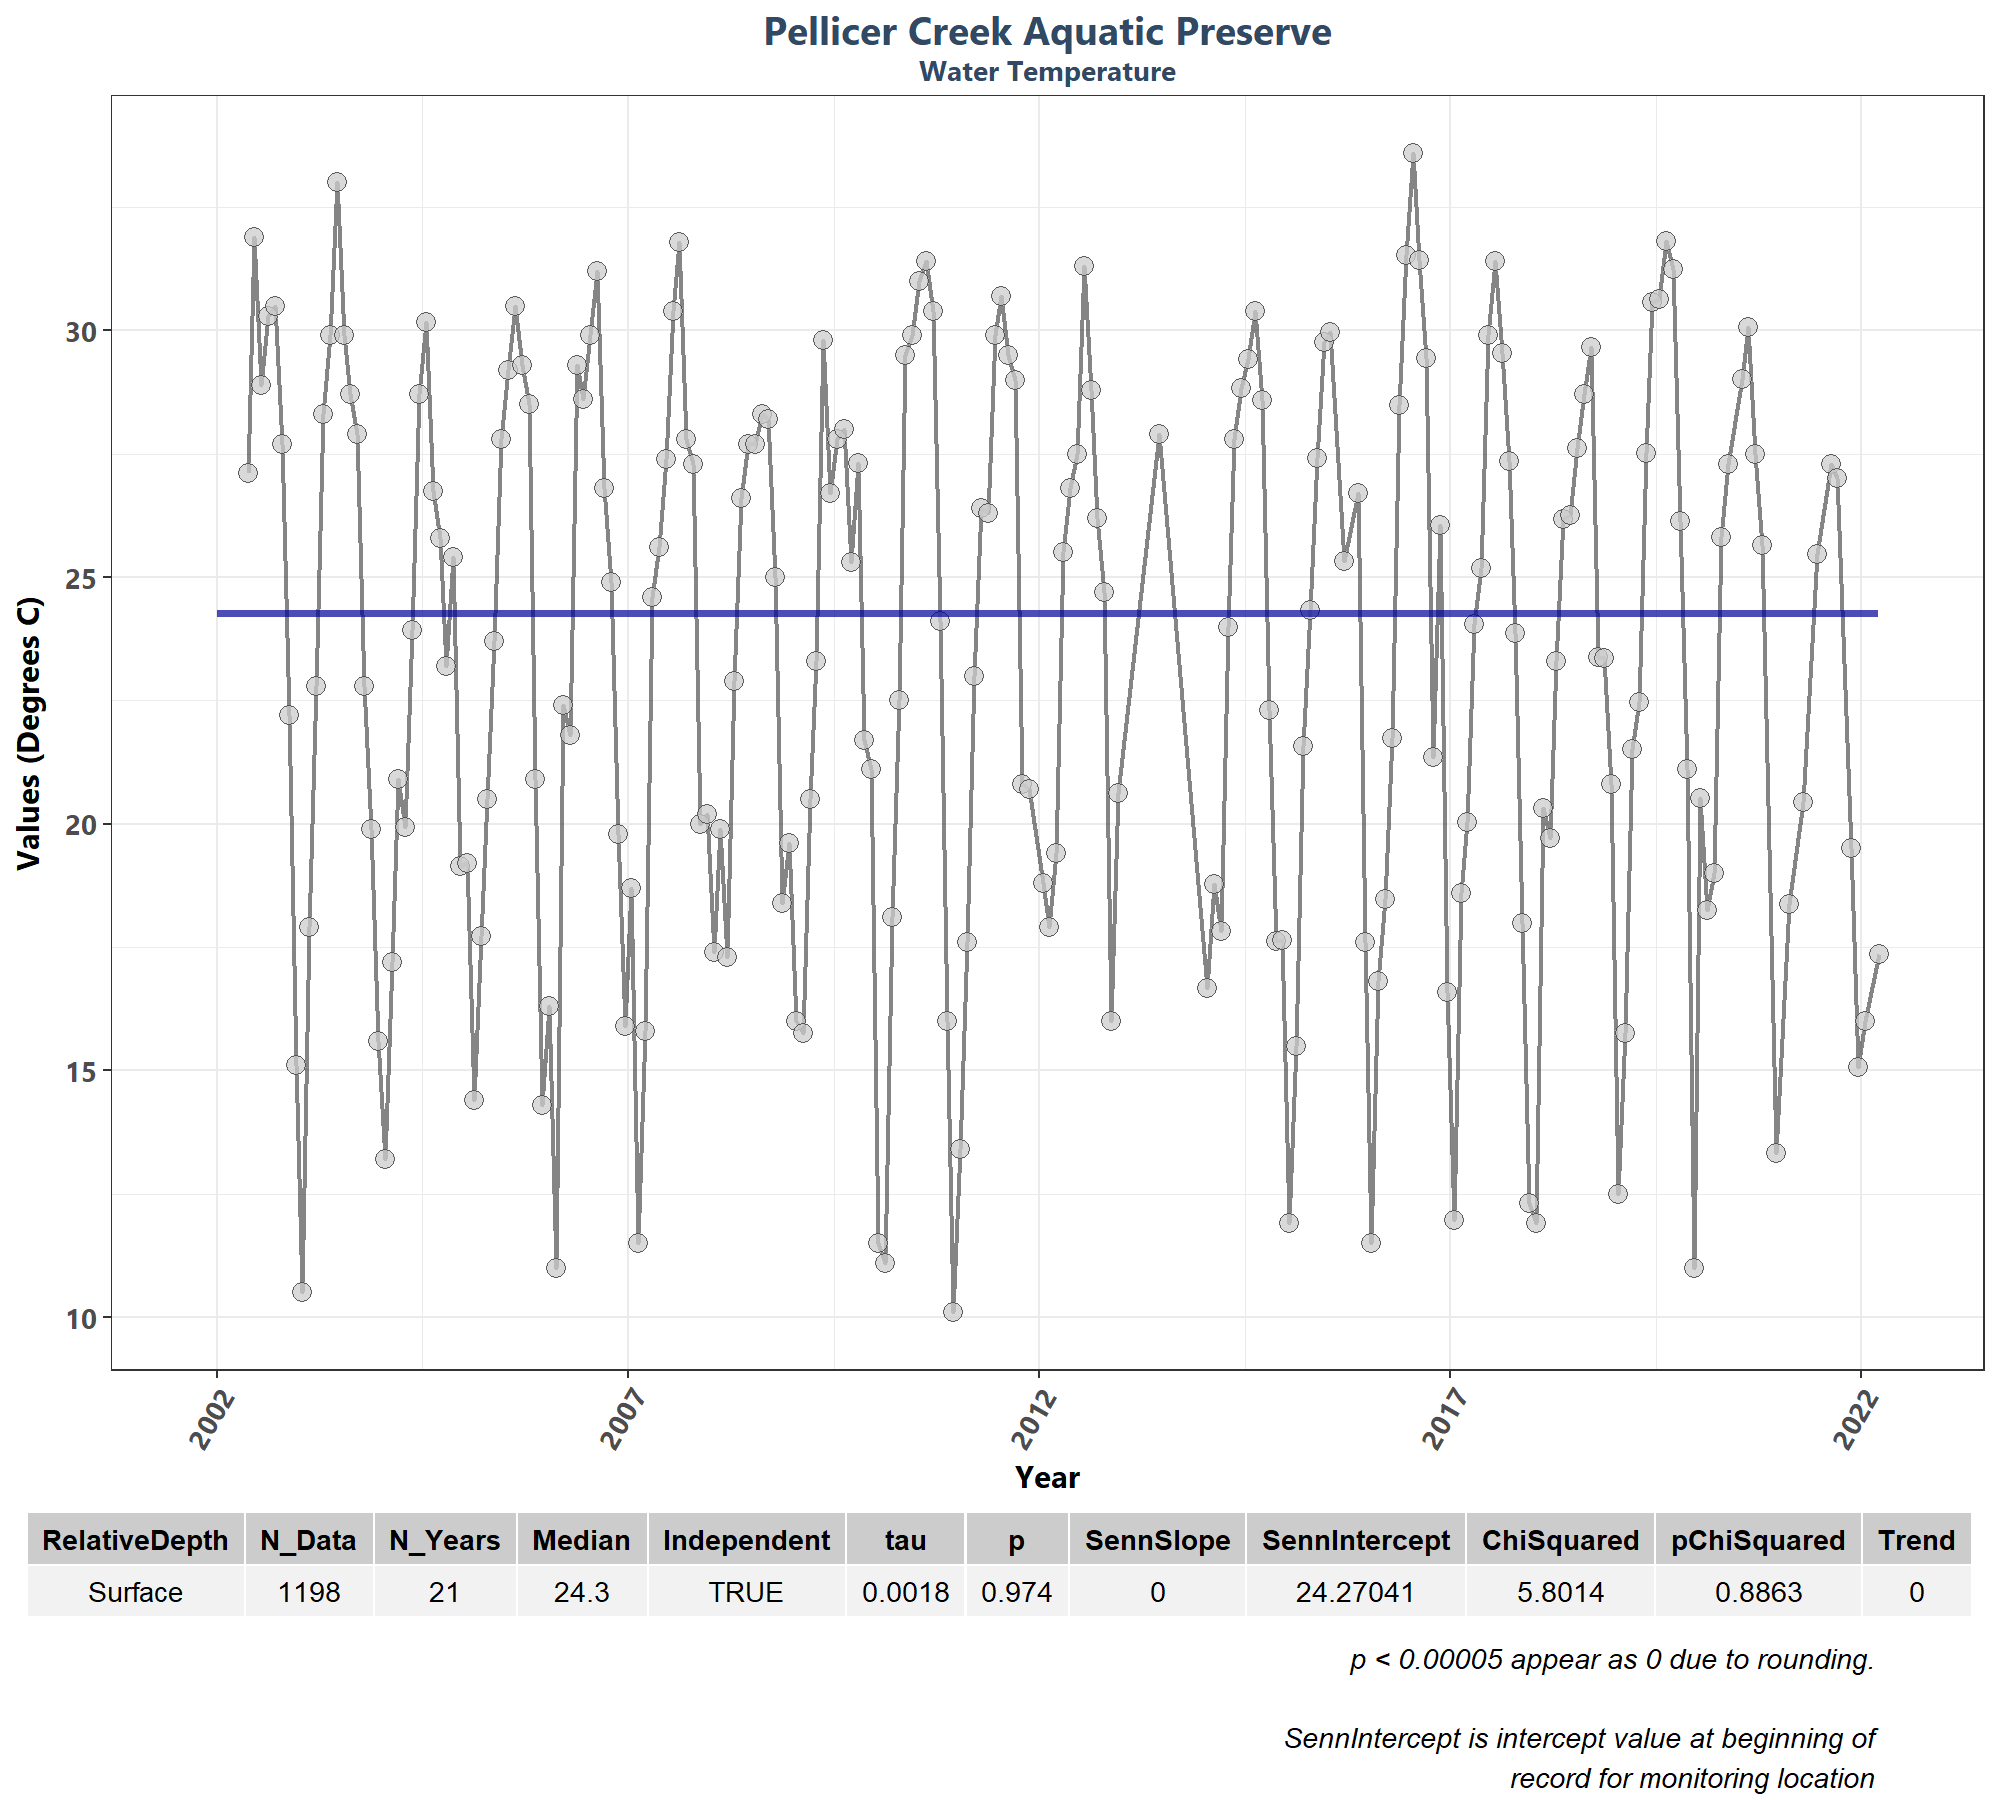 Pellicer Creek Aquatic Preserve
Water Temperature
Values (Degrees C)
30
25
20
15
10
2002 2007 2012 2017 2022
Year
RelativeDepth N_Data N_Years Median Independent tau p SennSlope SennIntercept ChiSquared pChiSquared Trend
Surface 1198 21 24.3 TRUE 0.0018 0.974 0 24.27041 5.8014 0.8863 0
p < 0.00005 appear as 0 due to rounding.
SennIntercept is intercept value at beginning of
record for monitoring location